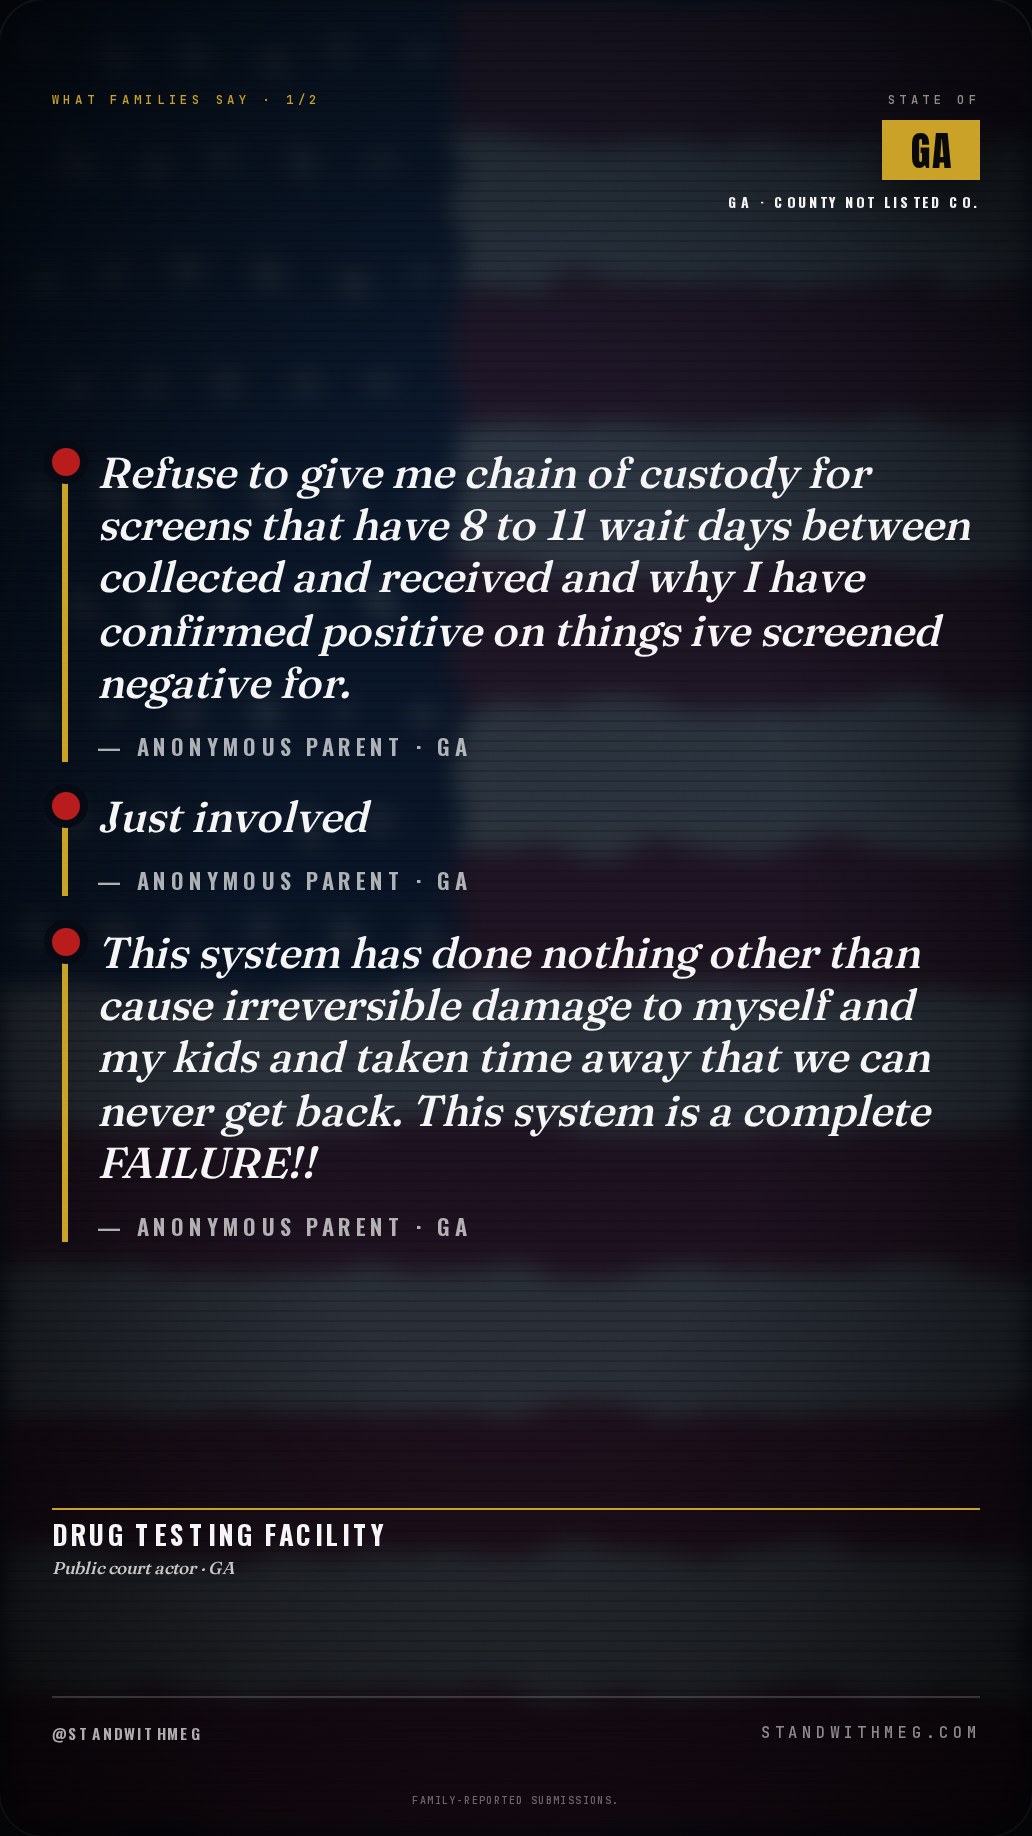 WHAT FAMILIES SAY · 1/2
STATE OF
GA
GA · COUNTY NOT LISTED CO.
Refuse to give me chain of custody for
screens that have 8 to 11 wait days between
collected and received and why I have
confirmed positive on things ive screened
negative for.
— ANONYMOUS PARENT · GA
Just involved
— ANONYMOUS PARENT · GA
This system has done nothing other than
cause irreversible damage to myself and
my kids and taken time away that we can
never get back. This system is a complete
FAILURE!!
— ANONYMOUS PARENT · GA
DRUG TESTING FACILITY
Public court actor · GA
@STANDWITHMEG
STANDWITHMEG.COM
FAMILY-REPORTED SUBMISSIONS.